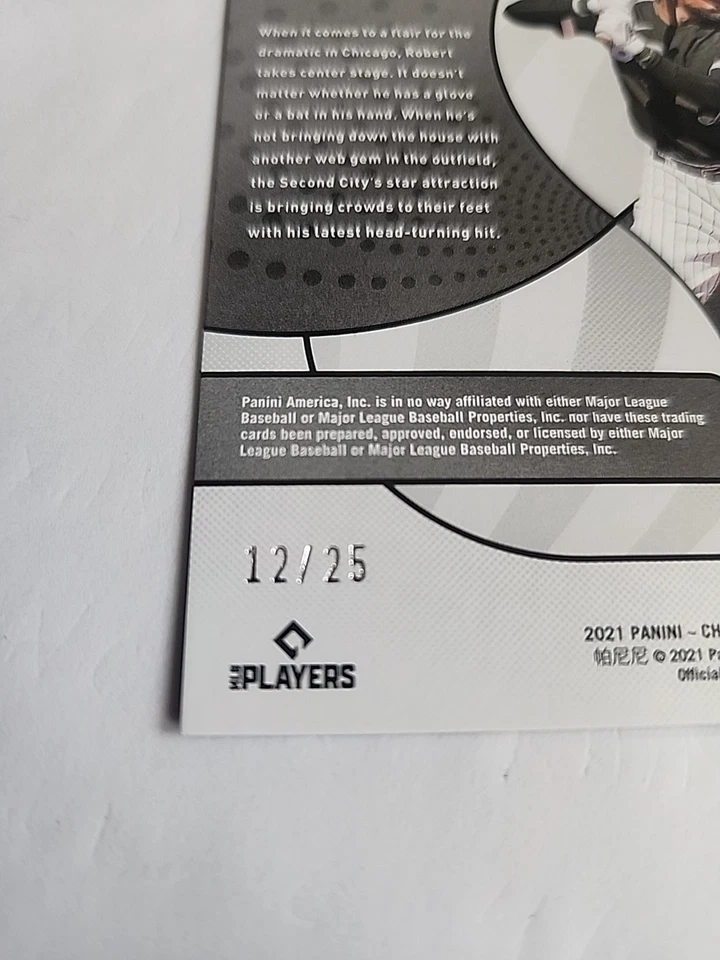 When it comes to a flair for the
dramatic in Chicago, Robert
takes center stage. It doesn't
matter whether he has a glove
or a bat in his hand. When he's
not bringing down the house with
another web gem in the outfield,
the Second City's star attraction
is bringing crowds to their feet
with his latest head-turning hit.
Panini America, Inc. is in no way affiliated with either Major League
Baseball or Major League Baseball Properties, Inc. nor have these trading
cards been prepared, approved, endorsed, or licensed by either Major
League Baseball or Major League Baseball Properties, Inc.
12/25
MLB PLAYERS
2021 PANINI – CH
帕尼尼 © 2021 Pa
Official